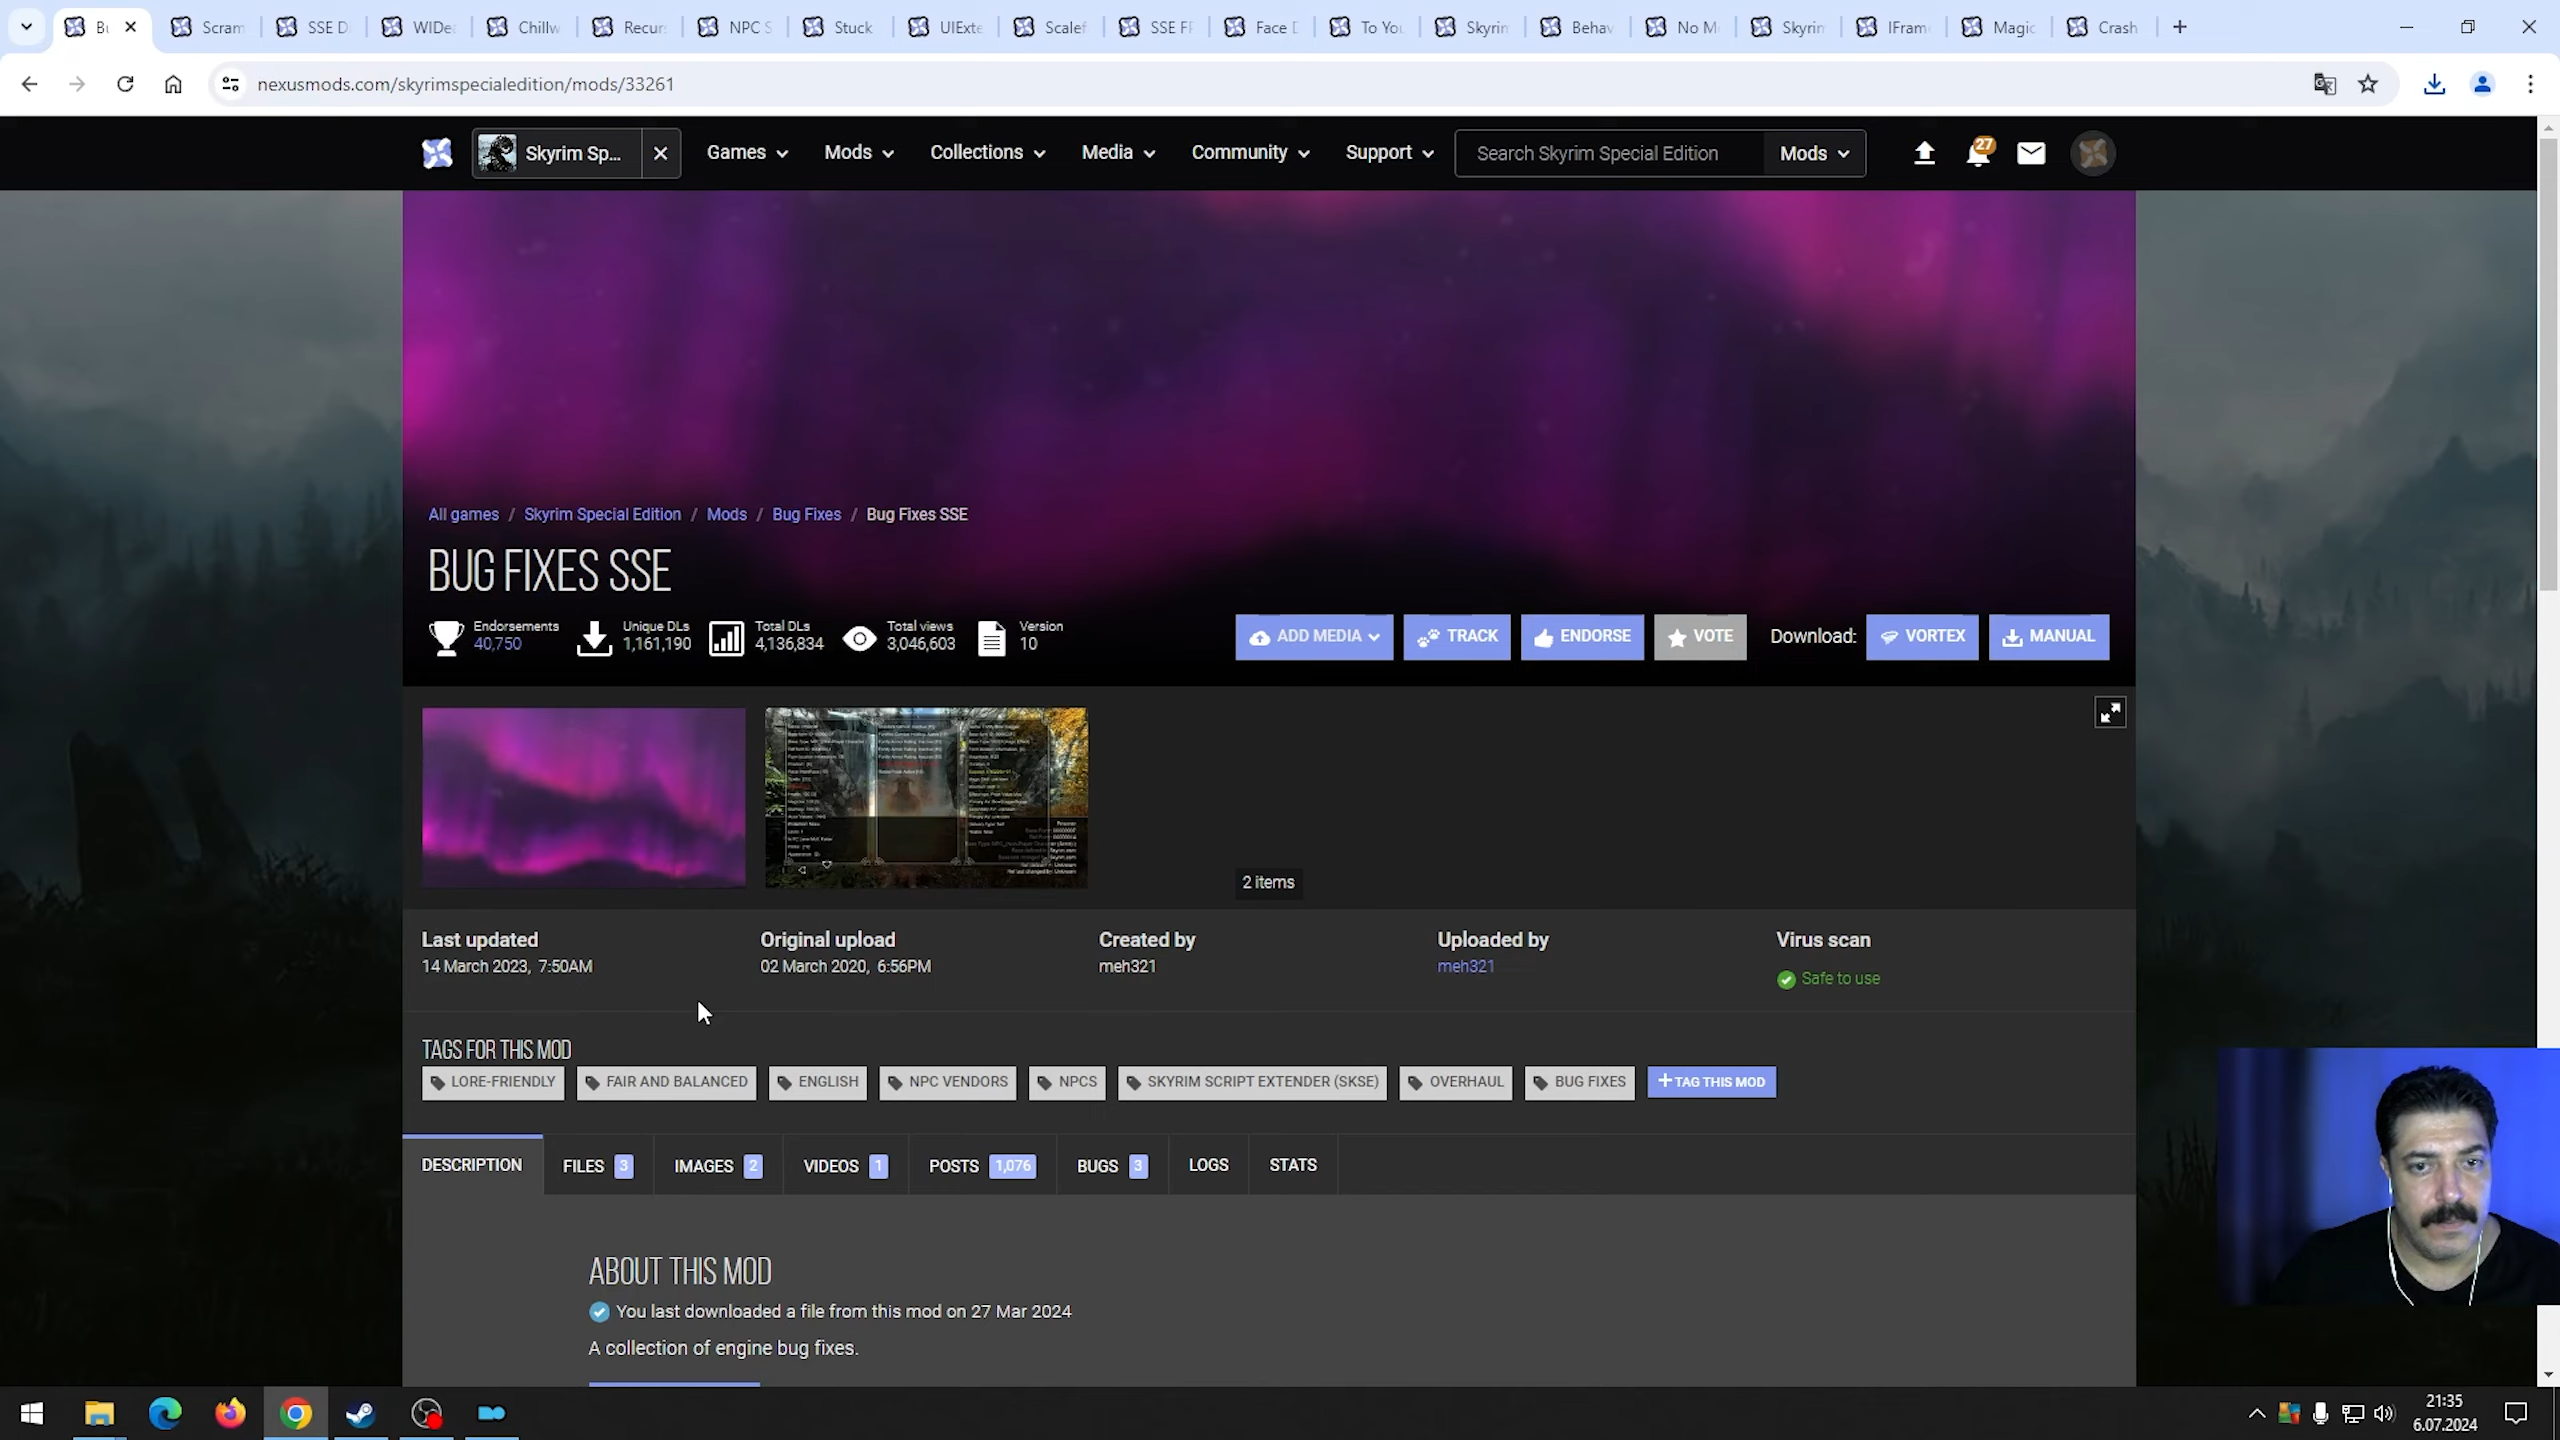 Bu
Scram
SSE D
WIDea
Chillw
Recurs
NPC S
Stuck
UIExte
Scalef
SSE FP
Face D
To You
Skyrim
Behav
No M
Skyrim
IFram
Magic
Crash
nexusmods.com/skyrimspecialedition/mods/33261
Skyrim Sp...
Games
Mods
Collections
Media
Community
Support
Search Skyrim Special Edition
Mods
27
All games / Skyrim Special Edition / Mods / Bug Fixes / Bug Fixes SSE
BUG FIXES SSE
Endorsements
40,750
Unique DLs
1,161,190
Total DLs
4,136,834
Total views
3,046,603
Version
10
ADD MEDIA
TRACK
ENDORSE
VOTE
Download:
VORTEX
MANUAL
2 items
Last updated
14 March 2023, 7:50AM
Original upload
02 March 2020, 6:56PM
Created by
meh321
Uploaded by
meh321
Virus scan
Safe to use
TAGS FOR THIS MOD
LORE-FRIENDLY
FAIR AND BALANCED
ENGLISH
NPC VENDORS
NPCS
SKYRIM SCRIPT EXTENDER (SKSE)
OVERHAUL
BUG FIXES
+TAG THIS MOD
DESCRIPTION
FILES 3
IMAGES 2
VIDEOS 1
POSTS 1,076
BUGS 3
LOGS
STATS
ABOUT THIS MOD
You last downloaded a file from this mod on 27 Mar 2024
A collection of engine bug fixes.
21:35
6.07.2024